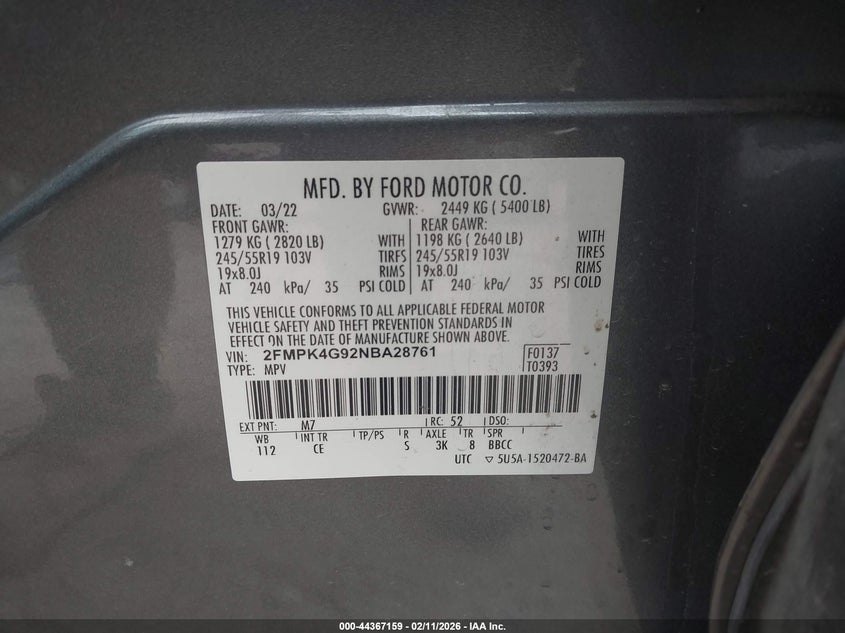 MFD. BY FORD MOTOR CO.
DATE: 03/22 GVWR: 2449 KG ( 5400 LB)
FRONT GAWR: REAR GAWR:
1279 KG ( 2820 LB) WITH 1198 KG ( 2640 LB) WITH
245/55R19 103V TIRES 245/55R19 103V TIRES
19x8.0J RIMS 19x8.0J RIMS
AT 240 kPa/ 35 PSI COLD AT 240 kPa/ 35 PSI COLD
THIS VEHICLE CONFORMS TO ALL APPLICABLE FEDERAL MOTOR
VEHICLE SAFETY AND THEFT PREVENTION STANDARDS IN
EFFECT ON THE DATE OF MANUFACTURE SHOWN ABOVE.
VIN: 2FMPK4G92NBA28761 F0137
TYPE: MPV T0393
EXT PNT: M7 RC: 52 DSO:
WB INT TR TP/PS R AXLE TR SPR
112 CE 5 3K 8 BBCC
UTC ▽ 5U5A-1520472-BA
000-44367159 - 02/11/2026 - IAA Inc.